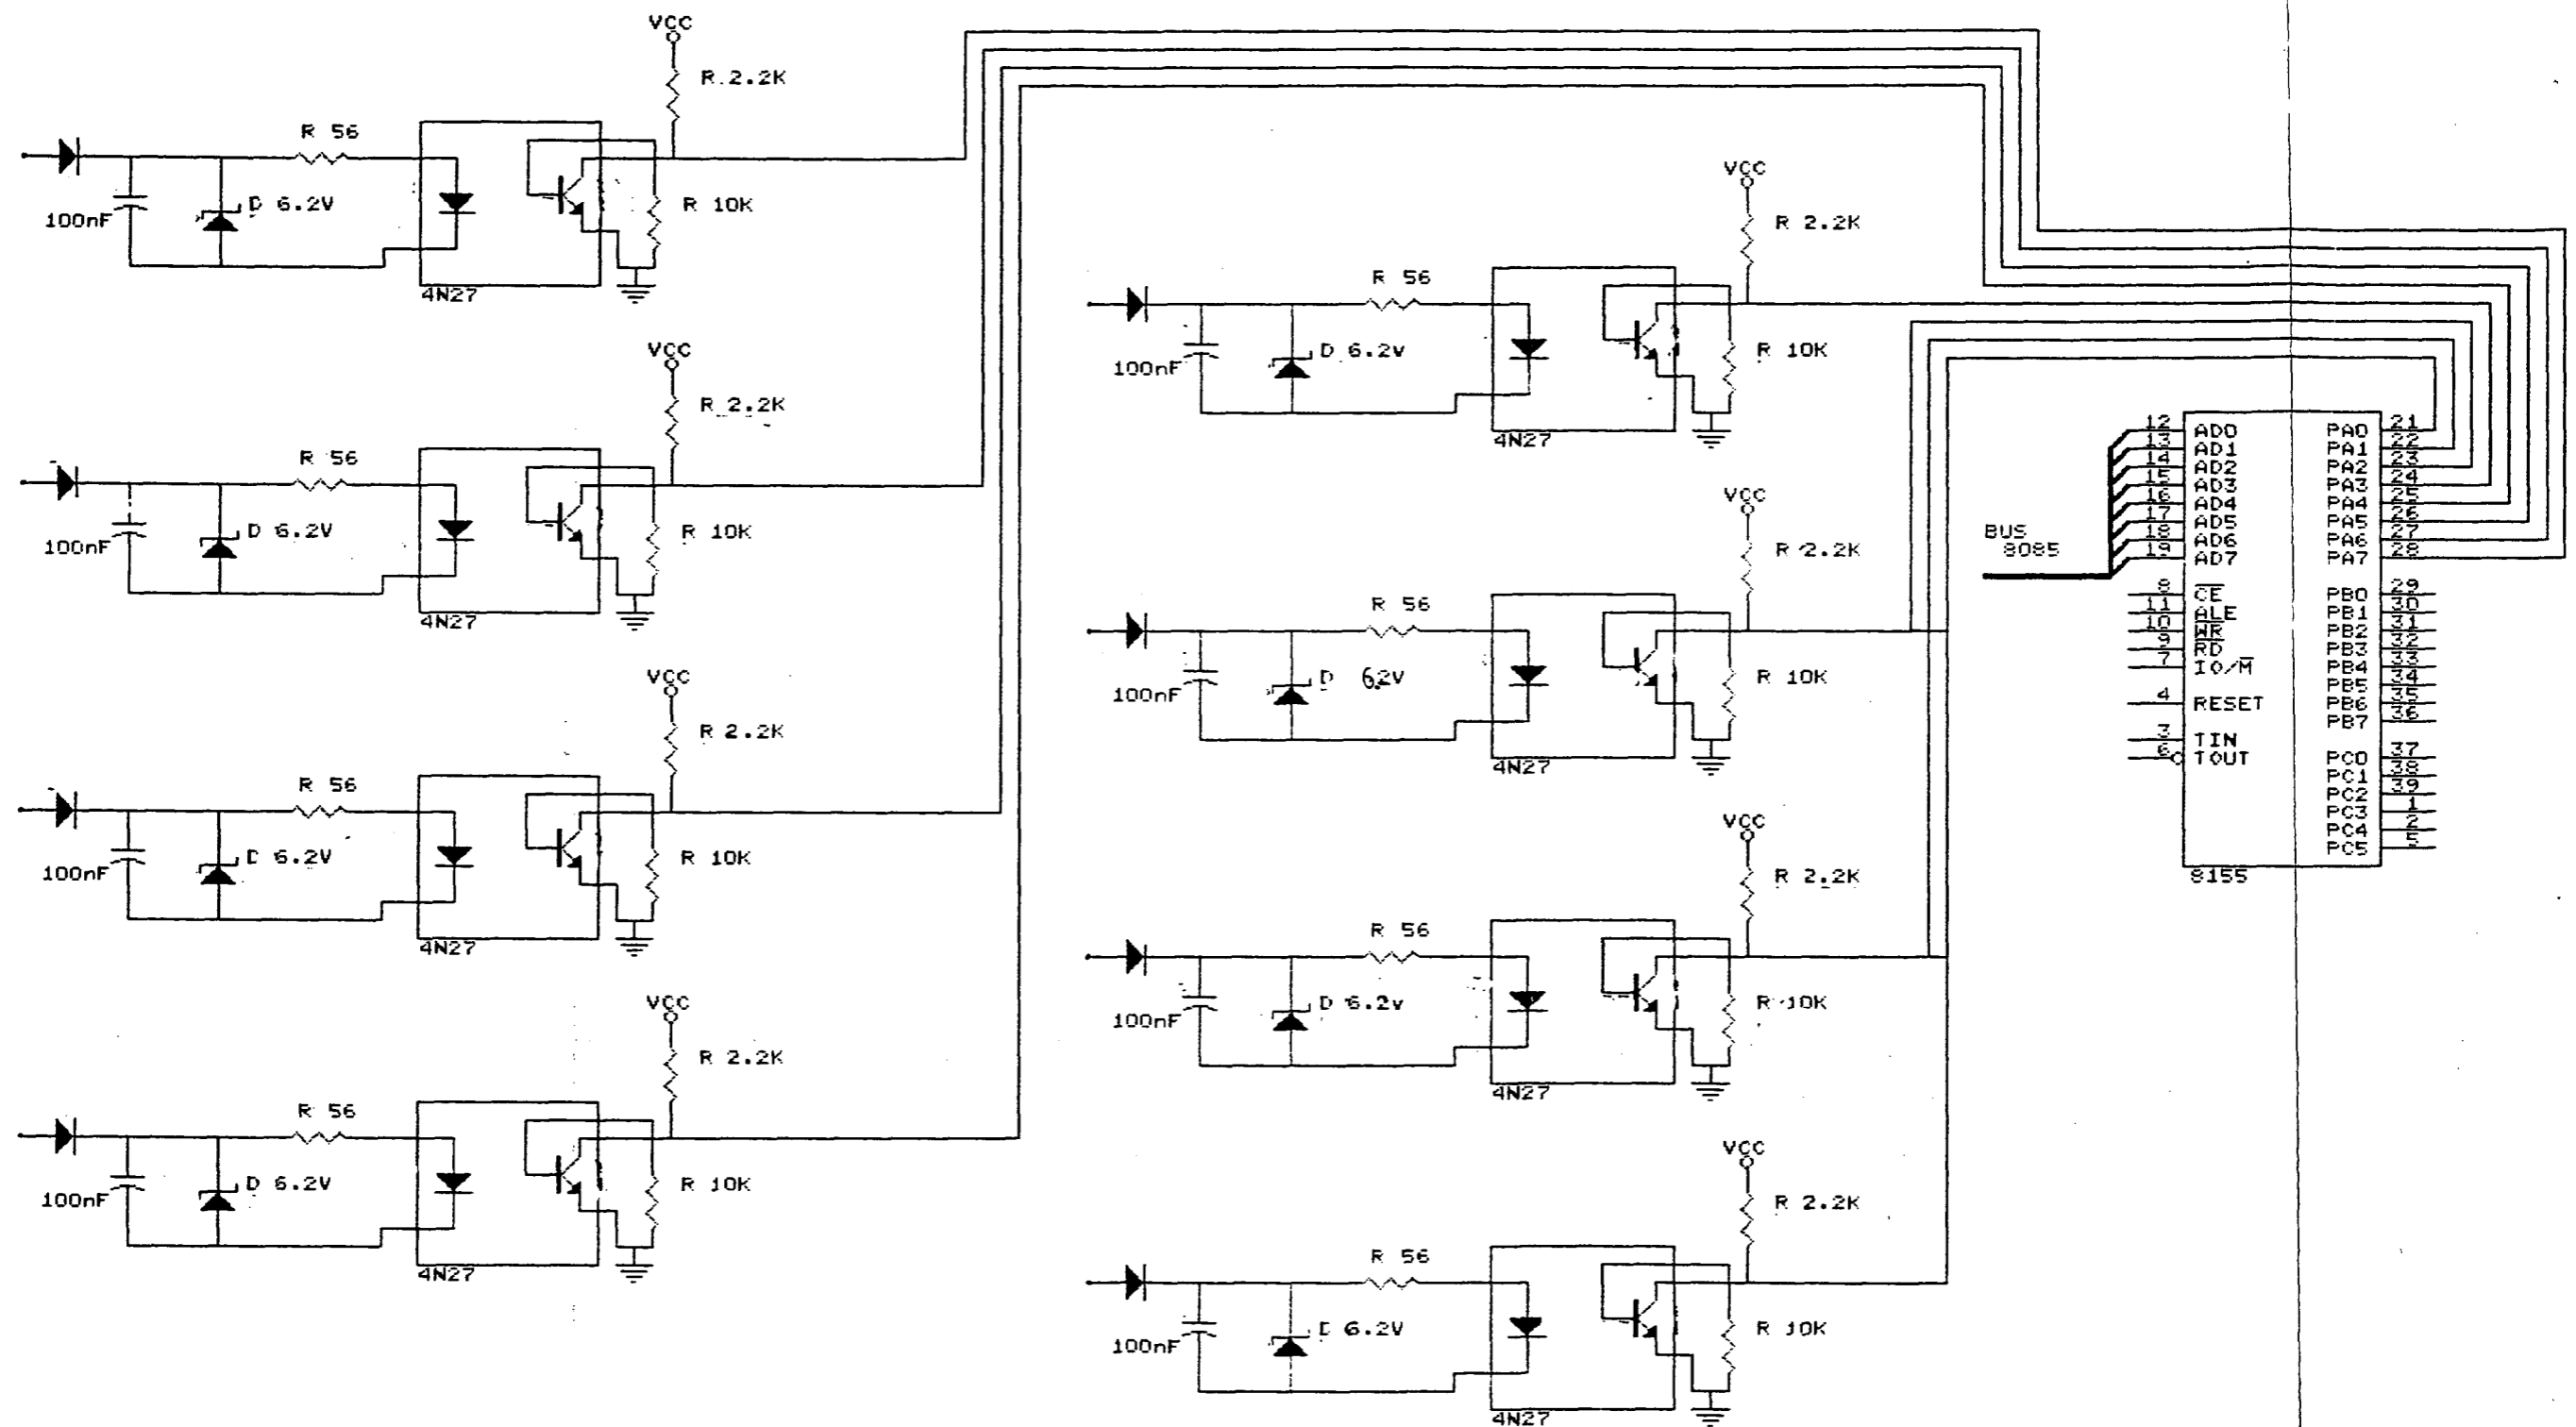 VCC
R 2.2K
R 56
100nF
D 6.2V
R 10K
4N27
VCC
R 2.2K
R 56
100nF
D 6.2V
R 10K
4N27
VCC
R 2.2K
R 56
100nF
D 6.2V
R 10K
4N27
VCC
R 2.2K
R 56
100nF
D 6.2V
R 10K
4N27
VCC
R 2.2K
R 56
100nF
D 6.2V
R 10K
4N27
VCC
R 2.2K
R 56
100nF
D 6.2V
R 10K
4N27
VCC
R 2.2K
R 56
100nF
D 6.2V
R 10K
4N27
VCC
R 2.2K
R 56
100nF
D 6.2V
R 10K
4N27
BUS
8085
12 AD0 PA0 21
13 AD1 PA1 22
14 AD2 PA2 23
15 AD3 PA3 24
16 AD4 PA4 25
17 AD5 PA5 26
18 AD6 PA6 27
19 AD7 PA7 28
8 CE PB0 29
11 ALE PB1 30
10 WR PB2 31
9 RD PB3 32
7 IO/M PB4 33
PB5 34
4 RESET PB6 35
PB7 36
3 TIN
6 TOUT PC0 37
PC1 38
PC2 39
PC3 1
PC4 2
PC5 5
8155